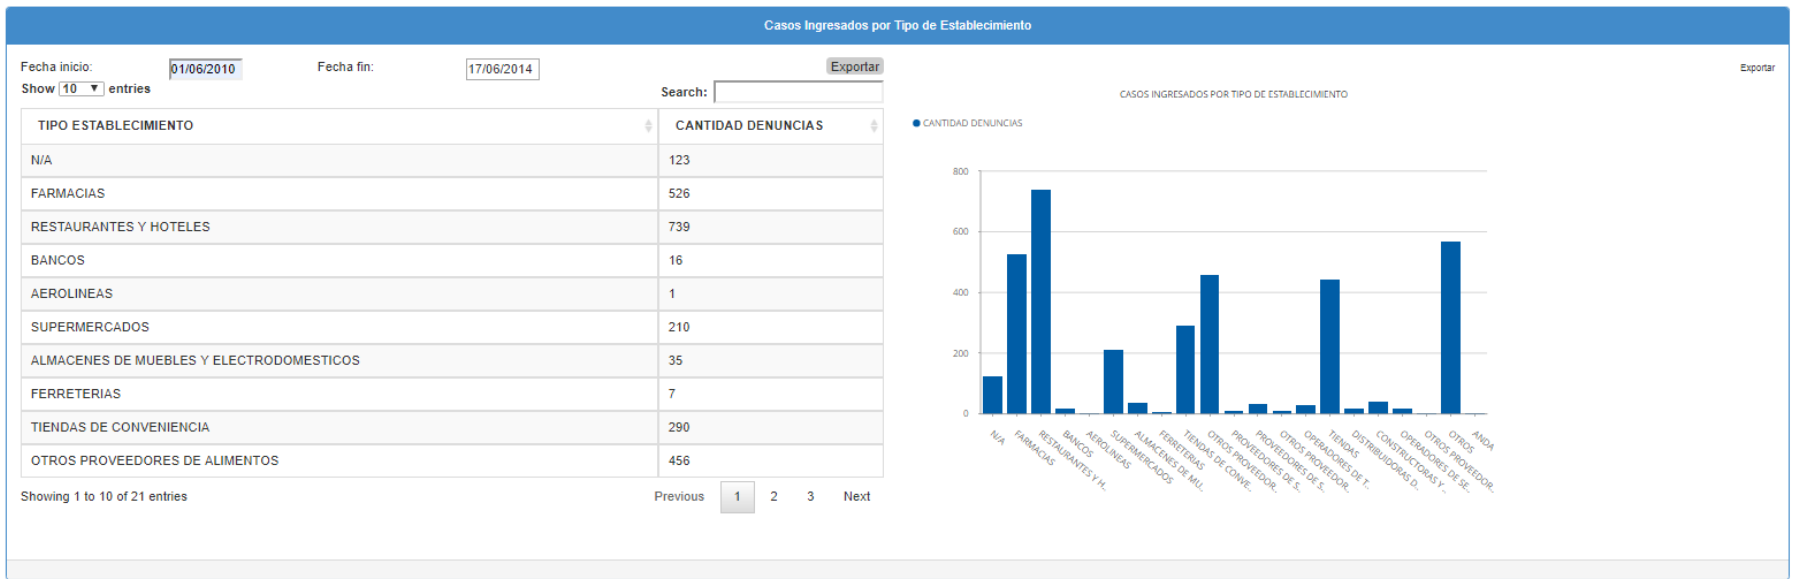 Casos Ingresados por Tipo de Establecimiento
Fecha inicio: 01/06/2010 Fecha fin: 17/06/2014 Exportar
Show 10 entries Search:
TIPO ESTABLECIMIENTO CANTIDAD DENUNCIAS
N/A 123
FARMACIAS 526
RESTAURANTES Y HOTELES 739
BANCOS 16
AEROLINEAS 1
SUPERMERCADOS 210
ALMACENES DE MUEBLES Y ELECTRODOMESTICOS 35
FERRETERIAS 7
TIENDAS DE CONVENIENCIA 290
OTROS PROVEEDORES DE ALIMENTOS 456
Showing 1 to 10 of 21 entries Previous 1 2 3 Next
Exportar
CASOS INGRESADOS POR TIPO DE ESTABLECIMIENTO
CANTIDAD DENUNCIAS
800
600
400
200
0
N/A
FARMACIAS
RESTAURANTES Y H..
BANCOS
AEROLINEAS
SUPERMERCADOS
ALMACENES DE MU..
FERRETERIAS
TIENDAS DE CONVE..
OTROS PROVEEDOR..
PROVEEDORES DE S..
PROVEEDORES DE S..
OTROS PROVEEDOR..
OPERADORES DE T..
TIENDAS
DISTRIBUIDORAS D..
CONSTRUCTORAS Y..
OPERADORES DE SE..
OTROS PROVEEDOR..
OTROS
ANDA